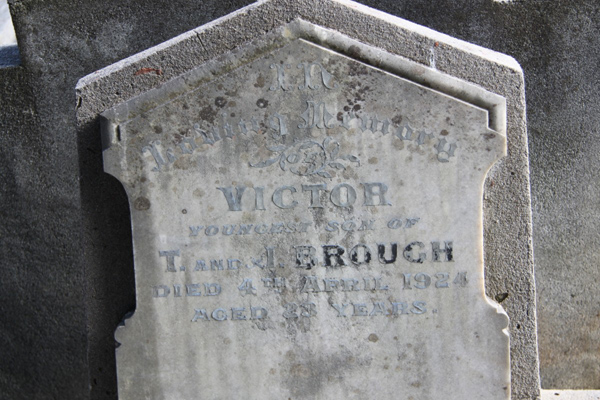 In
Loving Memory
VICTOR
YOUNGEST SON OF
T. AND J. BROUGH
DIED 4TH APRIL 1924
AGED YEARS.